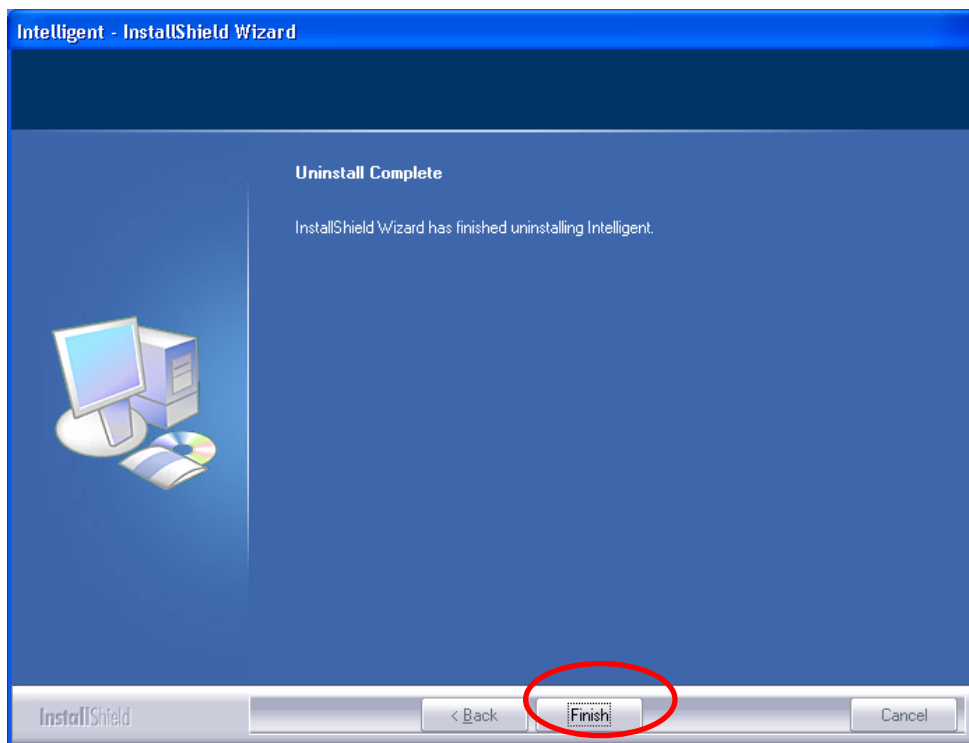 Intelligent - InstallShield Wizard
Uninstall Complete
InstallShield Wizard has finished uninstalling Intelligent.
InstallShield
< Back
Finish
Cancel